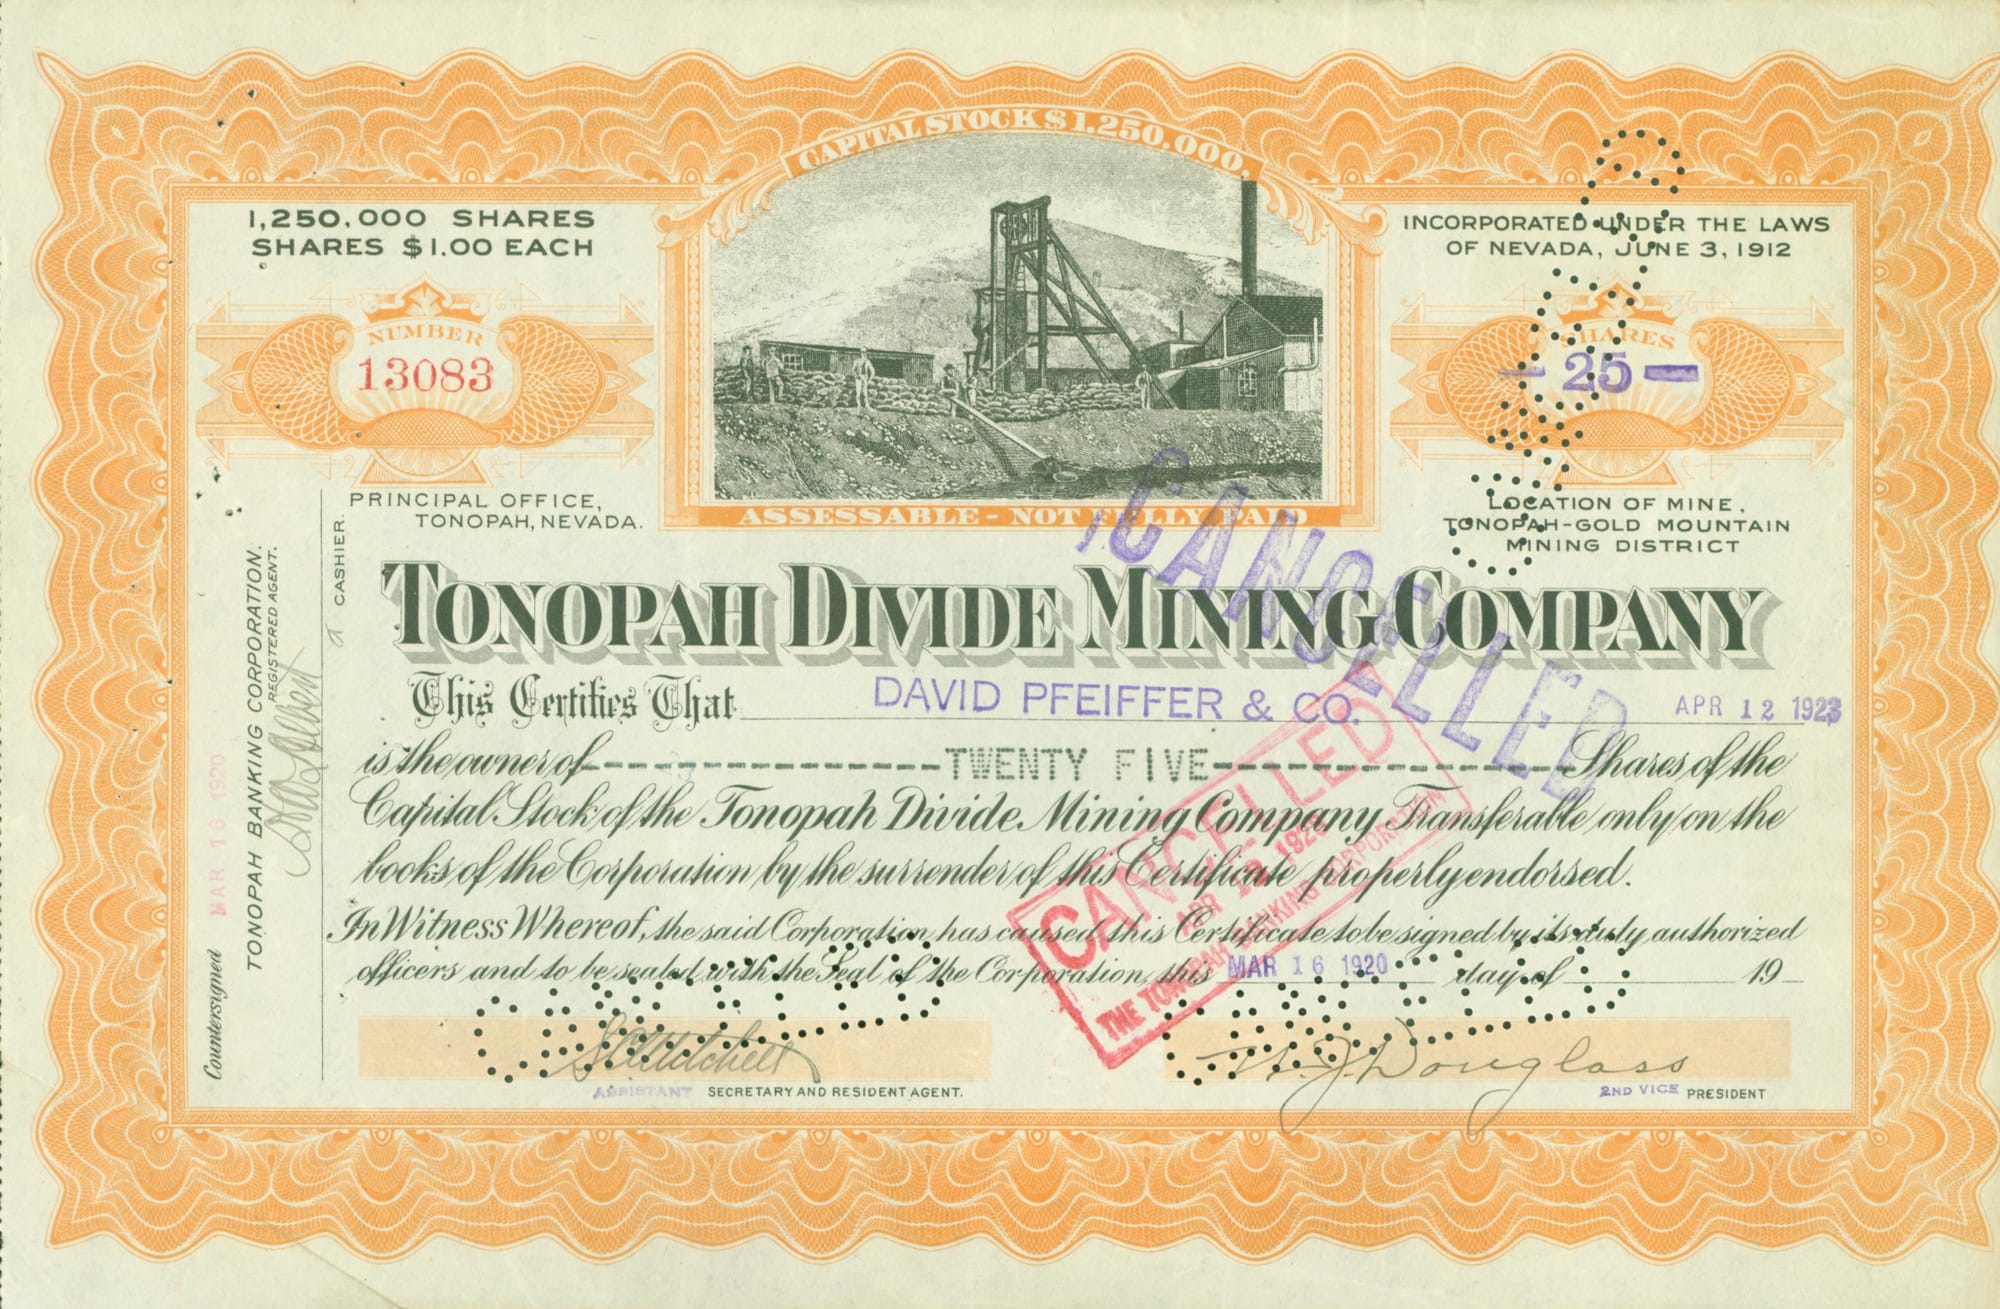 CAPITAL STOCK $1,250,000.
1,250,000 SHARES
SHARES $1.00 EACH
INCORPORATED UNDER THE LAWS
OF NEVADA, JUNE 3, 1912
NUMBER
13083
SHARES
25
PRINCIPAL OFFICE,
TONOPAH, NEVADA.
ASSESSABLE - NOT FULLY PAID
LOCATION OF MINE,
TONOPAH-GOLD MOUNTAIN
MINING DISTRICT
CANCELLED
TONOPAH DIVIDE MINING COMPANY
This Certifies That DAVID PFEIFFER & CO. APR 12 1923
is the owner of TWENTY FIVE Shares of the
Capital Stock of the Tonopah Divide Mining Company Transferable only on the
books of the Corporation by the surrender of this Certificate properly endorsed.
In Witness Whereof, the said Corporation has caused this Certificate to be signed by its duly authorized
officers and to be sealed with the Seal of the Corporation, this MAR 16 1920 day of 19
CANCELLED
APR
THE TONOPAH BANKING CORPORATION
S.C. Mitchell
ASSISTANT SECRETARY AND RESIDENT AGENT.
H. J. Douglass
2ND VICE PRESIDENT
Countersigned MAR 16 1920
TONOPAH BANKING CORPORATION.
REGISTERED AGENT.
CASHIER.